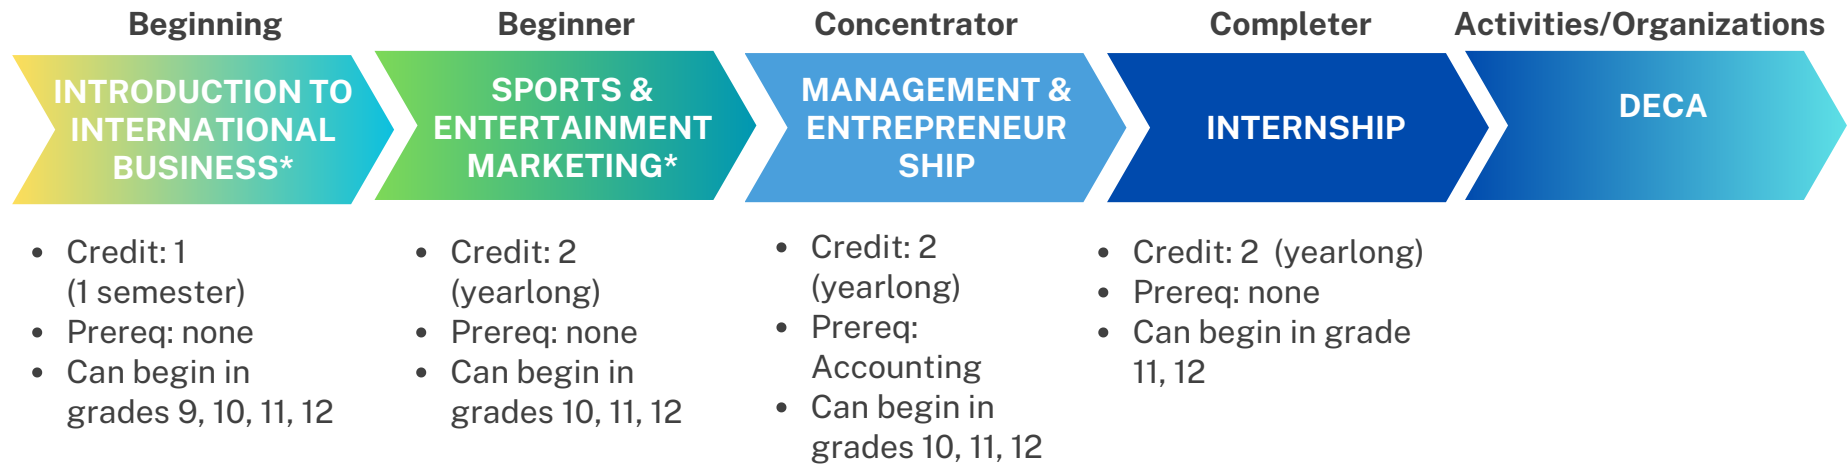 Beginning
INTRODUCTION TO
INTERNATIONAL
BUSINESS*
• Credit: 1
(1 semester)
• Prereq: none
• Can begin in
grades 9, 10, 11, 12
Beginner
SPORTS &
ENTERTAINMENT
MARKETING*
• Credit: 2
(yearlong)
• Prereq: none
• Can begin in
grades 10, 11, 12
Concentrator
MANAGEMENT &
ENTREPRENEUR
SHIP
• Credit: 2
(yearlong)
• Prereq:
Accounting
• Can begin in
grades 10, 11, 12
Completer
INTERNSHIP
• Credit: 2 (yearlong)
• Prereq: none
• Can begin in grade
11, 12
Activities/Organizations
DECA